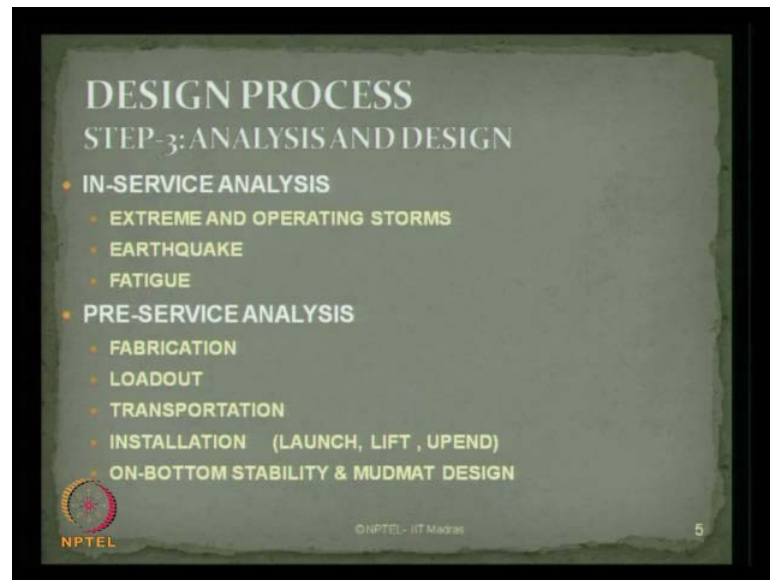 DESIGN PROCESS
STEP-3: ANALYSIS AND DESIGN
IN-SERVICE ANALYSIS
EXTREME AND OPERATING STORMS
EARTHQUAKE
FATIGUE
PRE-SERVICE ANALYSIS
FABRICATION
LOADOUT
TRANSPORTATION
INSTALLATION (LAUNCH, LIFT , UPEND)
ON-BOTTOM STABILITY & MUDMAT DESIGN
NPTEL
©NPTEL- IIT Madras
5